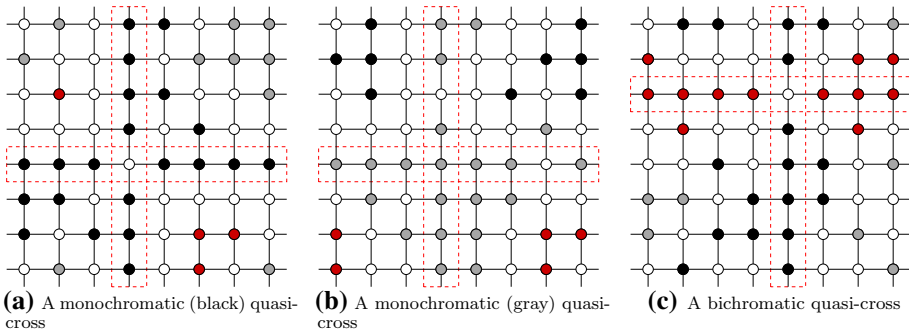 (a) A monochromatic (black) quasi-
cross
(b) A monochromatic (gray) quasi-
cross
(c) A bichromatic quasi-cross